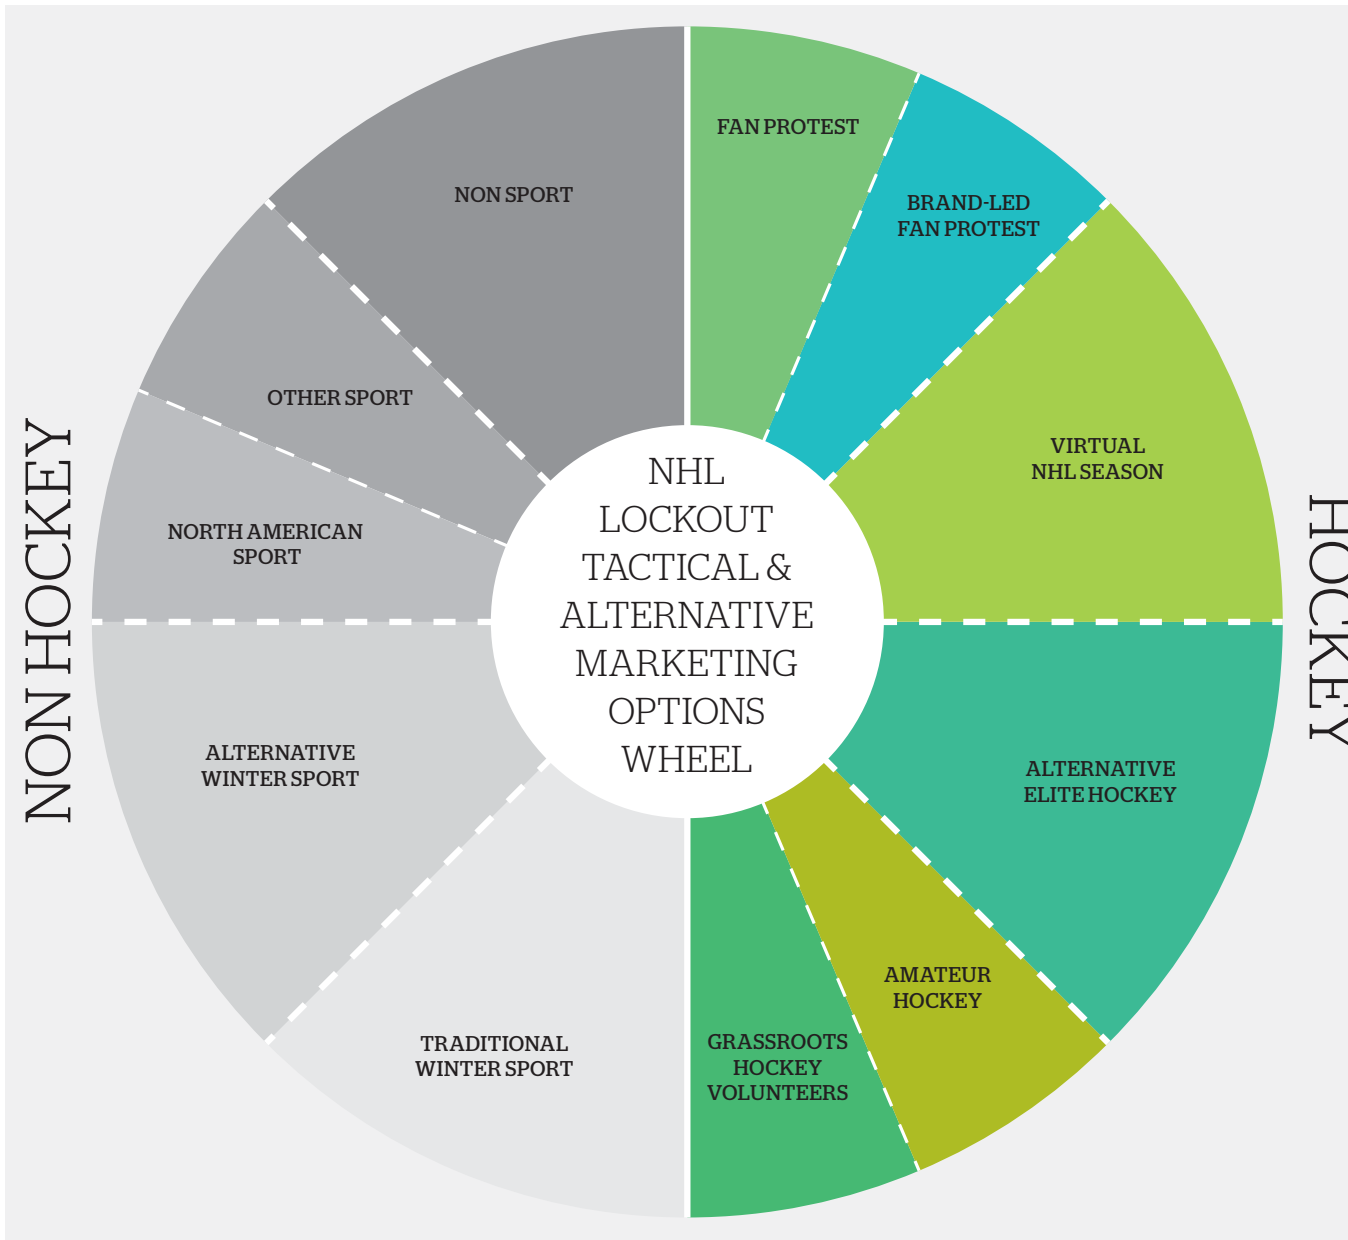 NON HOCKEY
HOCKEY
NHL
LOCKOUT
TACTICAL &
ALTERNATIVE
MARKETING
OPTIONS
WHEEL
FAN PROTEST
BRAND-LED
FAN PROTEST
VIRTUAL
NHL SEASON
ALTERNATIVE
ELITE HOCKEY
AMATEUR
HOCKEY
GRASSROOTS
HOCKEY
VOLUNTEERS
TRADITIONAL
WINTER SPORT
ALTERNATIVE
WINTER SPORT
NORTH AMERICAN
SPORT
OTHER SPORT
NON SPORT